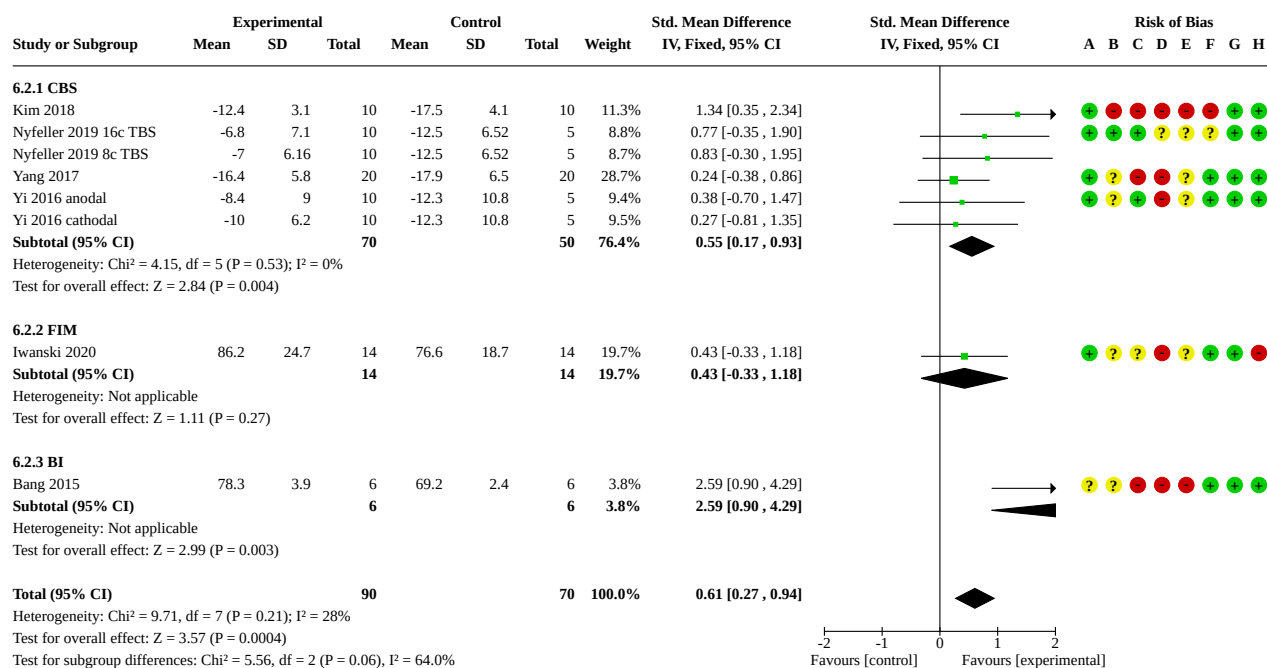 Experimental Control Std. Mean Difference Std. Mean Difference Risk of Bias
Study or Subgroup Mean SD Total Mean SD Total Weight IV, Fixed, 95% CI IV, Fixed, 95% CI A B C D E F G H
6.2.1 CBS
Kim 2018 -12.4 3.1 10 -17.5 4.1 10 11.3% 1.34 [0.35 , 2.34] + - - - - - + +
Nyfeller 2019 16c TBS -6.8 7.1 10 -12.5 6.52 5 8.8% 0.77 [-0.35 , 1.90] + + + ? ? ? + +
Nyfeller 2019 8c TBS -7 6.16 10 -12.5 6.52 5 8.7% 0.83 [-0.30 , 1.95]
Yang 2017 -16.4 5.8 20 -17.9 6.5 20 28.7% 0.24 [-0.38 , 0.86] + ? - - ? + + +
Yi 2016 anodal -8.4 9 10 -12.3 10.8 5 9.4% 0.38 [-0.70 , 1.47] + ? + - ? + + +
Yi 2016 cathodal -10 6.2 10 -12.3 10.8 5 9.5% 0.27 [-0.81 , 1.35]
Subtotal (95% CI) 70 50 76.4% 0.55 [0.17 , 0.93]
Heterogeneity: Chi² = 4.15, df = 5 (P = 0.53); I² = 0%
Test for overall effect: Z = 2.84 (P = 0.004)
6.2.2 FIM
Iwanski 2020 86.2 24.7 14 76.6 18.7 14 19.7% 0.43 [-0.33 , 1.18] + ? ? - ? + + -
Subtotal (95% CI) 14 14 19.7% 0.43 [-0.33 , 1.18]
Heterogeneity: Not applicable
Test for overall effect: Z = 1.11 (P = 0.27)
6.2.3 BI
Bang 2015 78.3 3.9 6 69.2 2.4 6 3.8% 2.59 [0.90 , 4.29] ? ? - - - + + +
Subtotal (95% CI) 6 6 3.8% 2.59 [0.90 , 4.29]
Heterogeneity: Not applicable
Test for overall effect: Z = 2.99 (P = 0.003)
Total (95% CI) 90 70 100.0% 0.61 [0.27 , 0.94]
Heterogeneity: Chi² = 9.71, df = 7 (P = 0.21); I² = 28%
Test for overall effect: Z = 3.57 (P = 0.0004) -2 -1 0 1 2
Test for subgroup differences: Chi² = 5.56, df = 2 (P = 0.06), I² = 64.0% Favours [control] Favours [experimental]